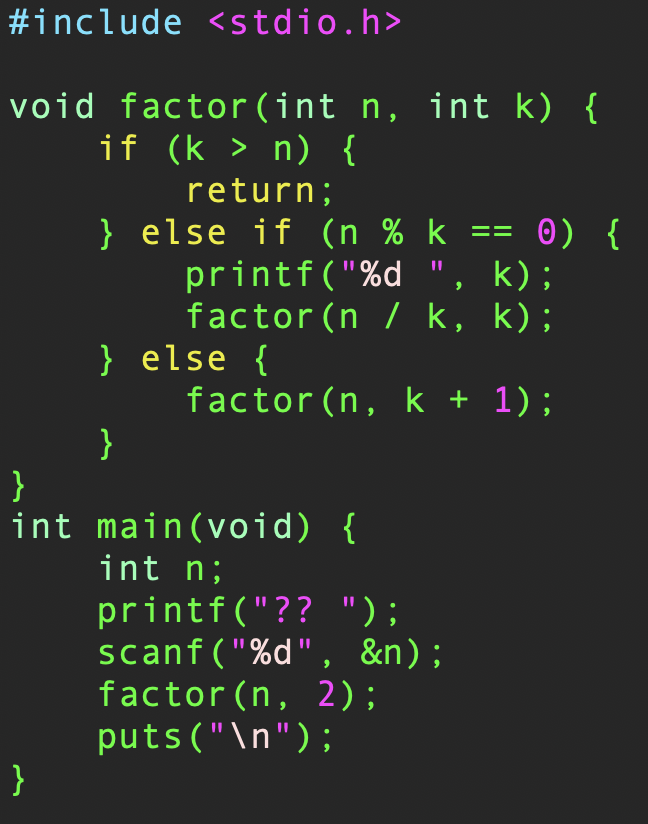 #include <stdio.h>

void factor(int n, int k) {
    if (k > n) {
        return;
    } else if (n % k == 0) {
        printf("%d ", k);
        factor(n / k, k);
    } else {
        factor(n, k + 1);
    }
}
int main(void) {
    int n;
    printf("?? ");
    scanf("%d", &n);
    factor(n, 2);
    puts("\n");
}